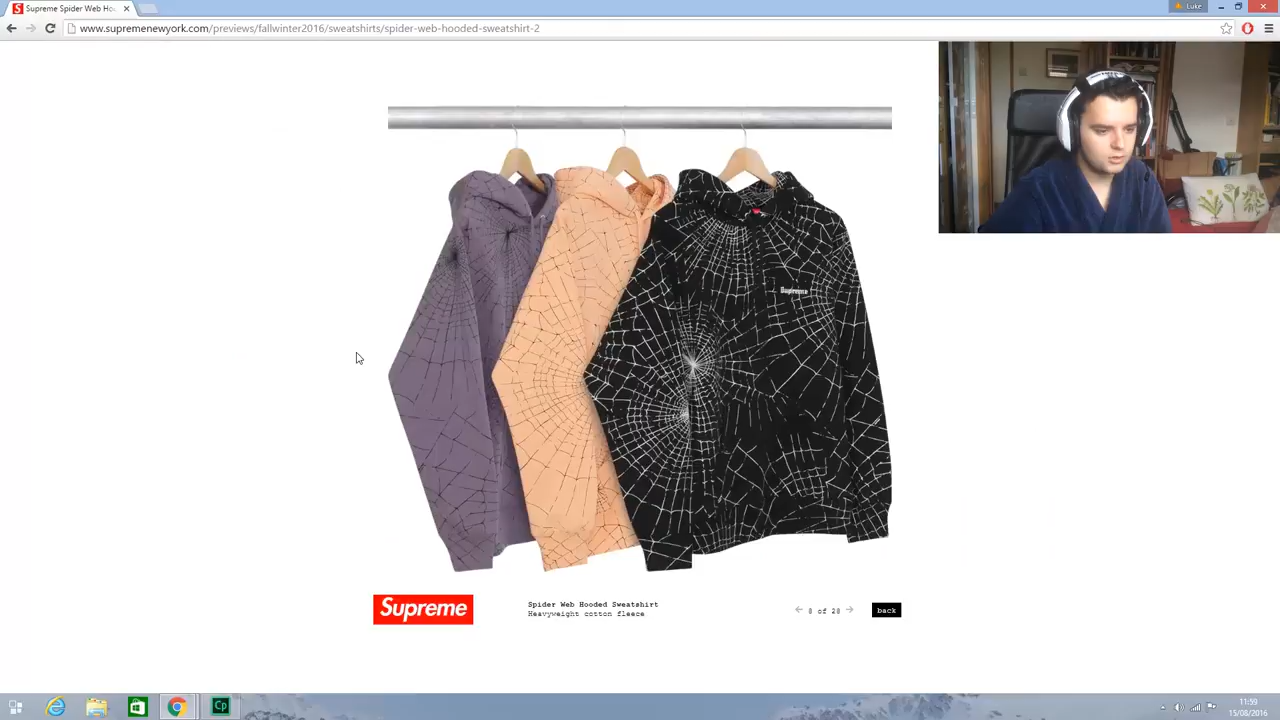 Supreme Spider Web Ho
Luke
www.supremenewyork.com/previews/fallwinter2016/sweatshirts/spider-web-hooded-sweatshirt-2
Supreme
Supreme
Spider Web Hooded Sweatshirt
Heavyweight cotton fleece
8 of 28
back
Cp
11:59
15/08/2016